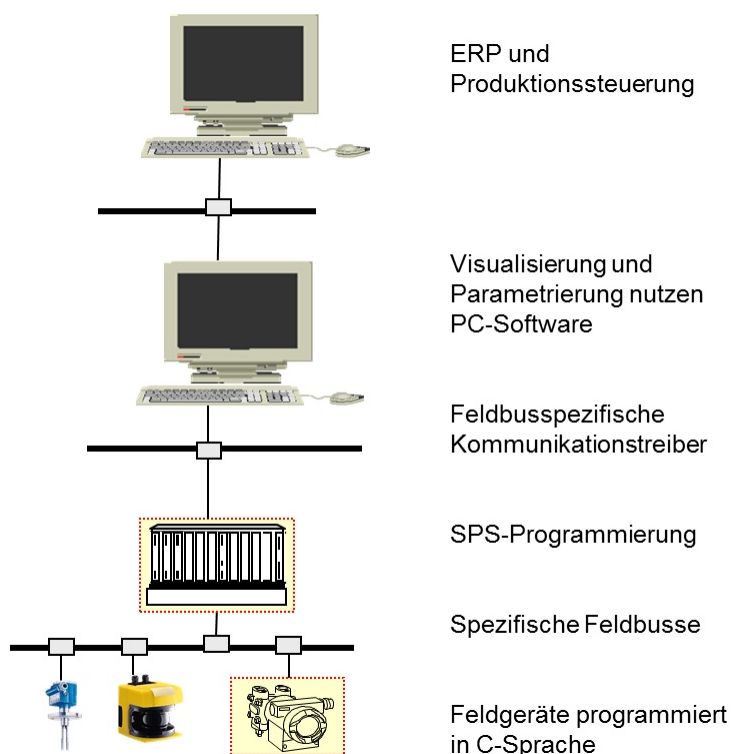 ERP und
Produktionssteuerung
Visualisierung und
Parametrierung nutzen
PC-Software
Feldbusspezifische
Kommunikationstreiber
SPS-Programmierung
Spezifische Feldbusse
Feldgeräte programmiert
in C-Sprache